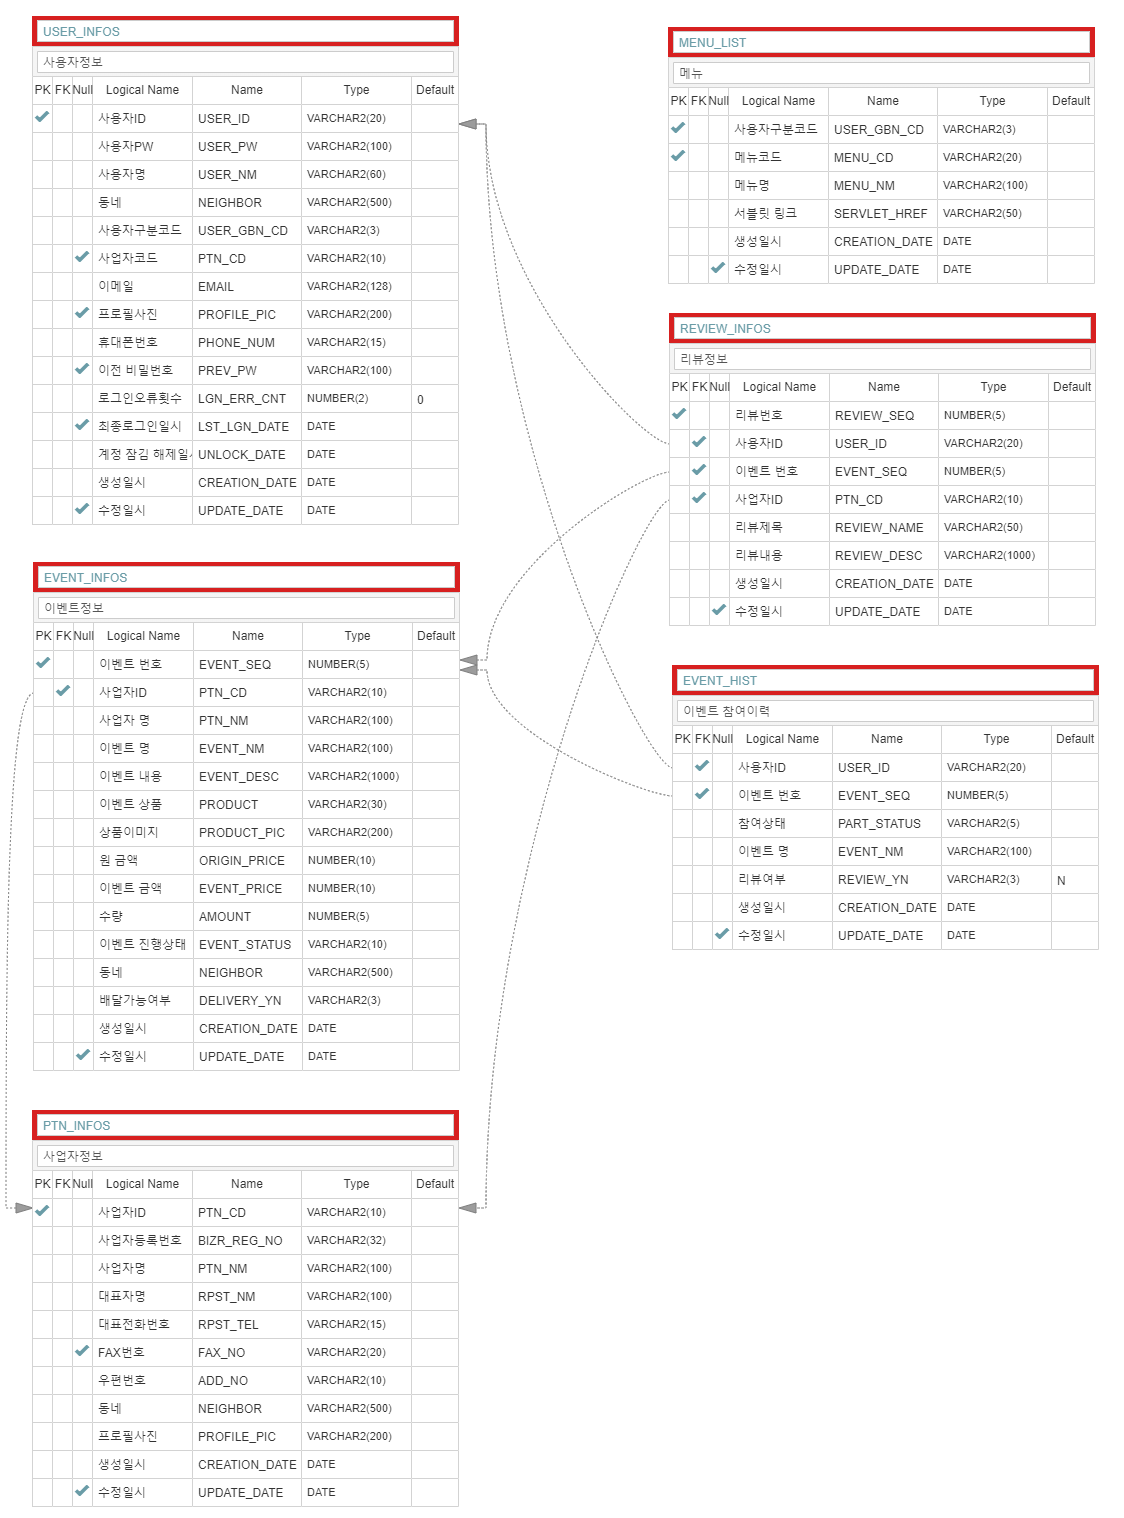 USER_INFOS
사용자정보
PK FK Null Logical Name Name Type Default
사용자ID USER_ID VARCHAR2(20)
사용자PW USER_PW VARCHAR2(100)
사용자명 USER_NM VARCHAR2(60)
동네 NEIGHBOR VARCHAR2(500)
사용자구분코드 USER_GBN_CD VARCHAR2(3)
사업자코드 PTN_CD VARCHAR2(10)
이메일 EMAIL VARCHAR2(128)
프로필사진 PROFILE_PIC VARCHAR2(200)
휴대폰번호 PHONE_NUM VARCHAR2(15)
이전 비밀번호 PREV_PW VARCHAR2(100)
로그인오류횟수 LGN_ERR_CNT NUMBER(2) 0
최종로그인일시 LST_LGN_DATE DATE
계정 잠김 해제일시 UNLOCK_DATE DATE
생성일시 CREATION_DATE DATE
수정일시 UPDATE_DATE DATE
EVENT_INFOS
이벤트정보
PK FK Null Logical Name Name Type Default
이벤트 번호 EVENT_SEQ NUMBER(5)
사업자ID PTN_CD VARCHAR2(10)
사업자 명 PTN_NM VARCHAR2(100)
이벤트 명 EVENT_NM VARCHAR2(100)
이벤트 내용 EVENT_DESC VARCHAR2(1000)
이벤트 상품 PRODUCT VARCHAR2(30)
상품이미지 PRODUCT_PIC VARCHAR2(200)
원 금액 ORIGIN_PRICE NUMBER(10)
이벤트 금액 EVENT_PRICE NUMBER(10)
수량 AMOUNT NUMBER(5)
이벤트 진행상태 EVENT_STATUS VARCHAR2(10)
동네 NEIGHBOR VARCHAR2(500)
배달가능여부 DELIVERY_YN VARCHAR2(3)
생성일시 CREATION_DATE DATE
수정일시 UPDATE_DATE DATE
PTN_INFOS
사업자정보
PK FK Null Logical Name Name Type Default
사업자ID PTN_CD VARCHAR2(10)
사업자등록번호 BIZR_REG_NO VARCHAR2(32)
사업자명 PTN_NM VARCHAR2(100)
대표자명 RPST_NM VARCHAR2(100)
대표전화번호 RPST_TEL VARCHAR2(15)
FAX번호 FAX_NO VARCHAR2(20)
우편번호 ADD_NO VARCHAR2(10)
동네 NEIGHBOR VARCHAR2(500)
프로필사진 PROFILE_PIC VARCHAR2(200)
생성일시 CREATION_DATE DATE
수정일시 UPDATE_DATE DATE
MENU_LIST
메뉴
PK FK Null Logical Name Name Type Default
사용자구분코드 USER_GBN_CD VARCHAR2(3)
메뉴코드 MENU_CD VARCHAR2(20)
메뉴명 MENU_NM VARCHAR2(100)
서블릿 링크 SERVLET_HREF VARCHAR2(50)
생성일시 CREATION_DATE DATE
수정일시 UPDATE_DATE DATE
REVIEW_INFOS
리뷰정보
PK FK Null Logical Name Name Type Default
리뷰번호 REVIEW_SEQ NUMBER(5)
사용자ID USER_ID VARCHAR2(20)
이벤트 번호 EVENT_SEQ NUMBER(5)
사업자ID PTN_CD VARCHAR2(10)
리뷰제목 REVIEW_NAME VARCHAR2(50)
리뷰내용 REVIEW_DESC VARCHAR2(1000)
생성일시 CREATION_DATE DATE
수정일시 UPDATE_DATE DATE
EVENT_HIST
이벤트 참여이력
PK FK Null Logical Name Name Type Default
사용자ID USER_ID VARCHAR2(20)
이벤트 번호 EVENT_SEQ NUMBER(5)
참여상태 PART_STATUS VARCHAR2(5)
이벤트 명 EVENT_NM VARCHAR2(100)
리뷰여부 REVIEW_YN VARCHAR2(3) N
생성일시 CREATION_DATE DATE
수정일시 UPDATE_DATE DATE